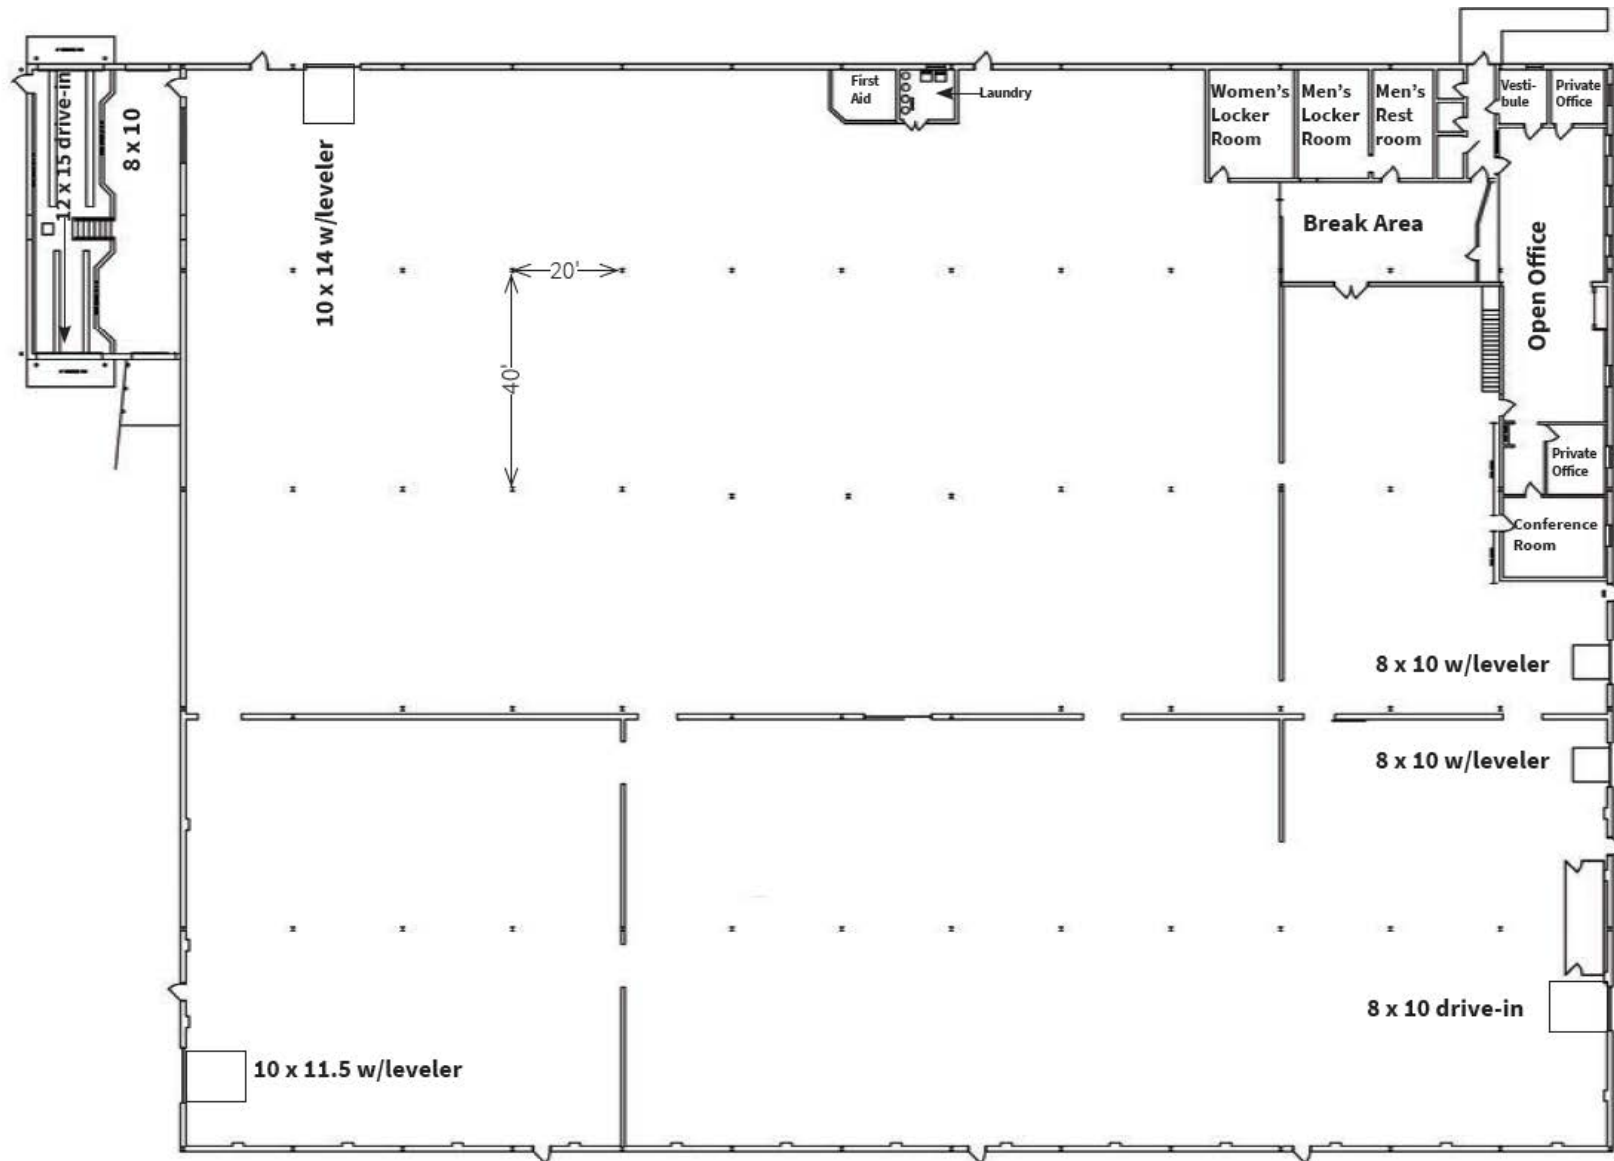 12 x 15 drive-in
8 x 10
10 x 14 w/leveler
First
Aid
Laundry
Women's
Locker
Room
Men's
Locker
Room
Men's
Rest
room
Vesti-
bule
Private
Office
Break Area
Open Office
20'
40'
Private
Office
Conference
Room
8 x 10 w/leveler
8 x 10 w/leveler
8 x 10 drive-in
10 x 11.5 w/leveler